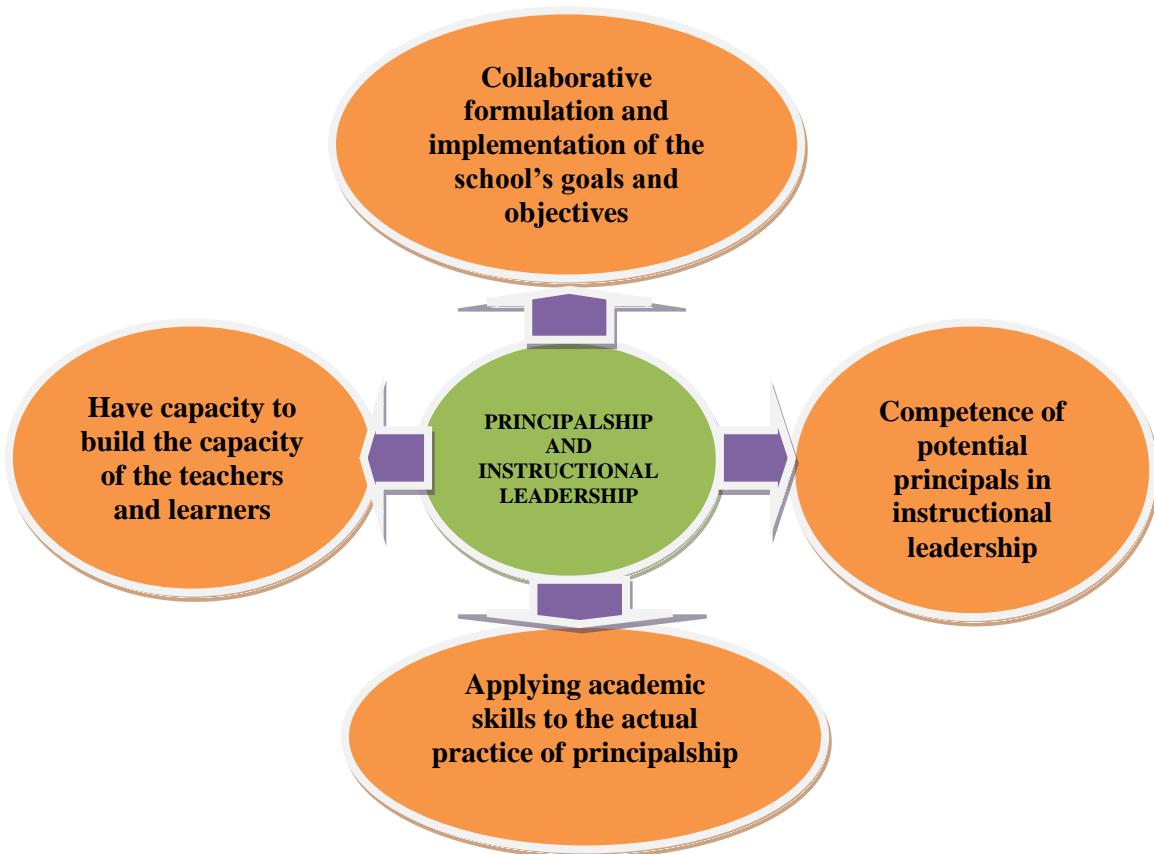 Collaborative
formulation and
implementation of the
school’s goals and
objectives
Have capacity to
build the capacity
of the teachers
and learners
PRINCIPALSHIP
AND
INSTRUCTIONAL
LEADERSHIP
Competence of
potential
principals in
instructional
leadership
Applying academic
skills to the actual
practice of principalship